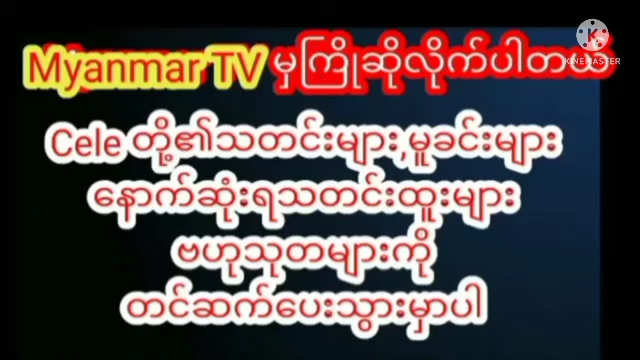 Myanmar TV မှကြိုဆိုလိုက်ပါတယ်
KINEMASTER
Cele တို့၏သတင်းများ,မူခင်းများ
နောက်ဆုံးရသတင်းထူးများ
ဗဟုသုတများကို
တင်ဆက်ပေးသွားမှာပါ